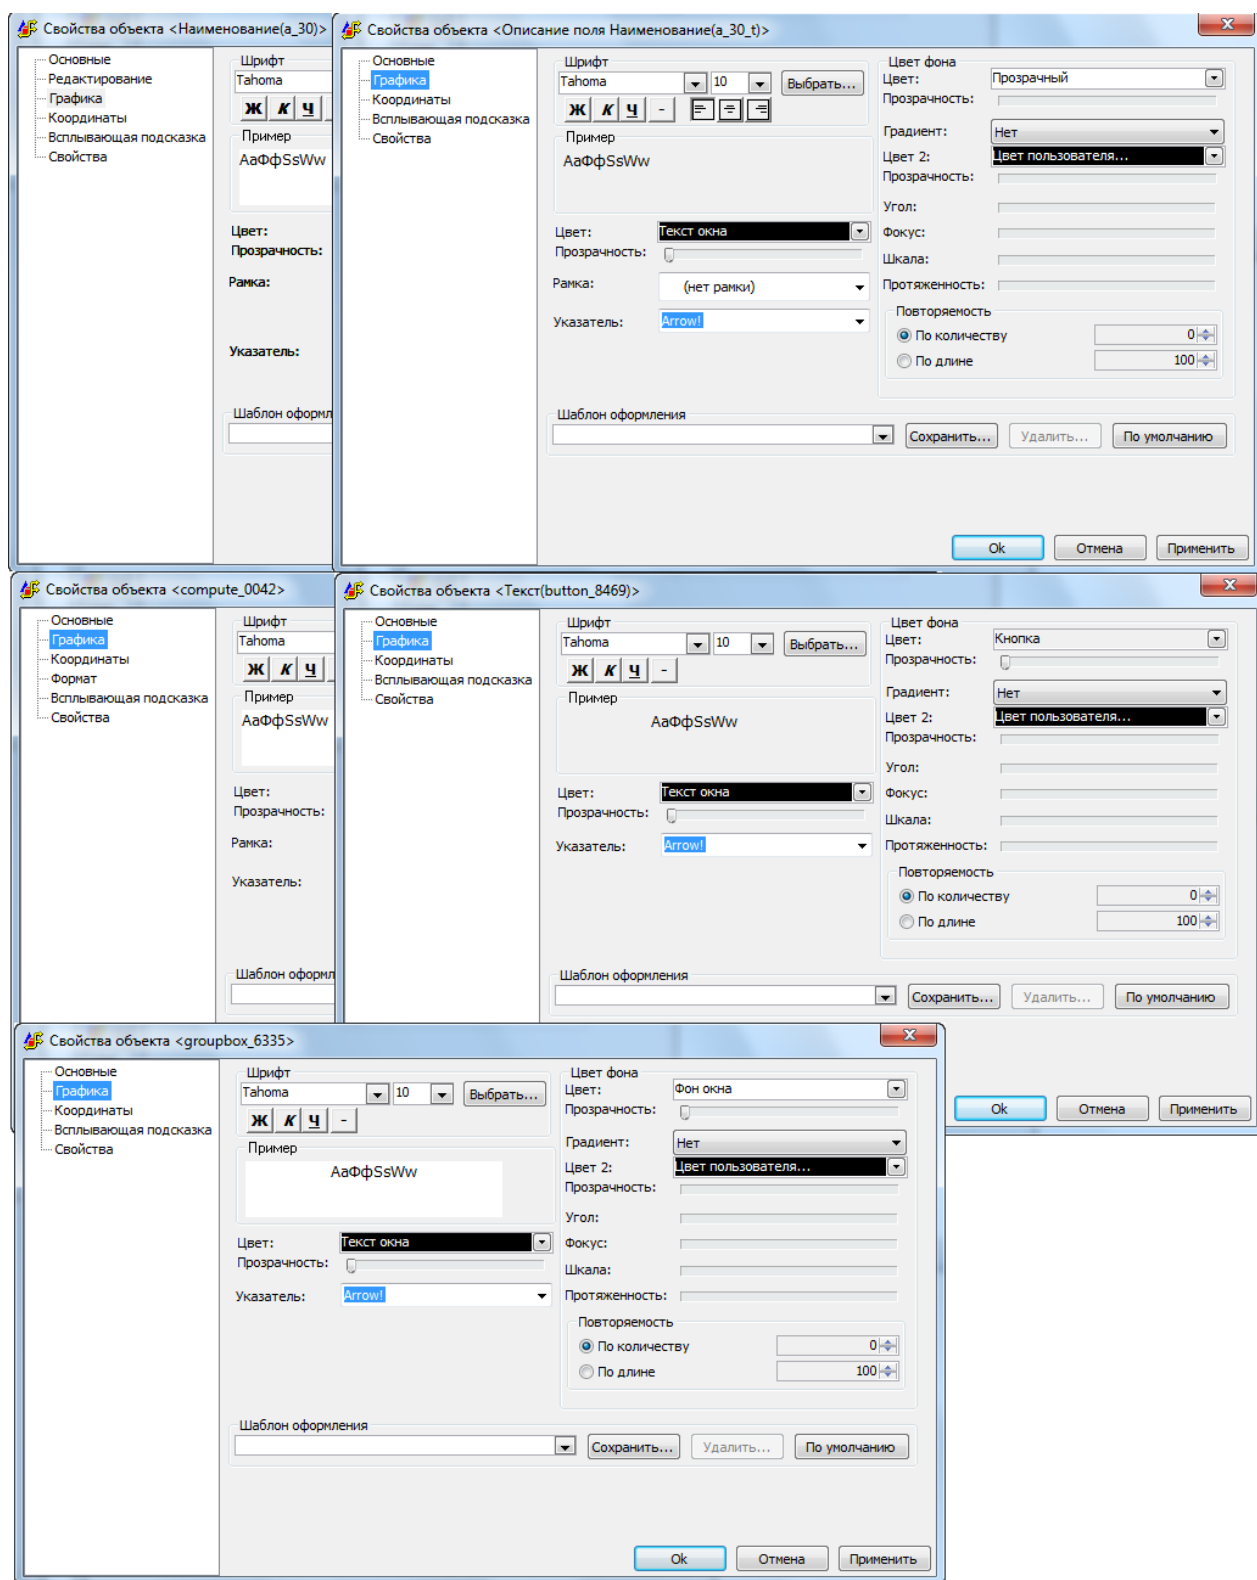 Свойства объекта <Наименование(a_30)>
Основные
Редактирование
Графика
Координаты
Всплывающая подсказка
Свойства
Шрифт
Tahoma
Ж К Ч
Пример
АаФфSsWw
Цвет:
Прозрачность:
Рамка:
Указатель:
Шаблон оформл
Свойства объекта <Описание поля Наименование(a_30_t)>
Основные
Графика
Координаты
Всплывающая подсказка
Свойства
Шрифт
Tahoma 10 Выбрать...
Ж К Ч -
Пример
АаФфSsWw
Цвет: Текст окна
Прозрачность:
Рамка: (нет рамки)
Указатель: Arrow!
Цвет фона
Цвет: Прозрачный
Прозрачность:
Градиент: Нет
Цвет 2: Цвет пользователя...
Прозрачность:
Угол:
Фокус:
Шкала:
Протяженность:
Повторяемость
По количеству 0
По длине 100
Шаблон оформления
Сохранить... Удалить... По умолчанию
Ok Отмена Применить
Свойства объекта <compute_0042>
Основные
Графика
Координаты
Формат
Всплывающая подсказка
Свойства
Шрифт
Tahoma
Ж К Ч
Пример
АаФфSsWw
Цвет:
Прозрачность:
Рамка:
Указатель:
Шаблон оформл
Свойства объекта <Текст(button_8469)>
Основные
Графика
Координаты
Всплывающая подсказка
Свойства
Шрифт
Tahoma 10 Выбрать...
Ж К Ч -
Пример
АаФфSsWw
Цвет: Текст окна
Прозрачность:
Указатель: Arrow!
Цвет фона
Цвет: Кнопка
Прозрачность:
Градиент: Нет
Цвет 2: Цвет пользователя...
Прозрачность:
Угол:
Фокус:
Шкала:
Протяженность:
Повторяемость
По количеству 0
По длине 100
Шаблон оформления
Сохранить... Удалить... По умолчанию
Ok Отмена Применить
Свойства объекта <groupbox_6335>
Основные
Графика
Координаты
Всплывающая подсказка
Свойства
Шрифт
Tahoma 10 Выбрать...
Ж К Ч -
Пример
АаФфSsWw
Цвет: Текст окна
Прозрачность:
Указатель: Arrow!
Цвет фона
Цвет: Фон окна
Прозрачность:
Градиент: Нет
Цвет 2: Цвет пользователя...
Прозрачность:
Угол:
Фокус:
Шкала:
Протяженность:
Повторяемость
По количеству 0
По длине 100
Шаблон оформления
Сохранить... Удалить... По умолчанию
Ok Отмена Применить